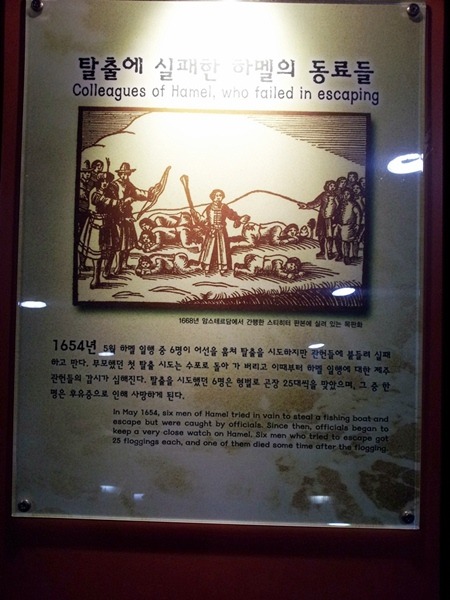 탈출에 실패한 하멜의 동료들
Colleagues of Hamel, who failed in escaping
1668년 암스테르담에서 간행한 스티히터 판본에 실려 있는 목판화
1654년 5월 하멜 일행 중 6명이 어선을 훔쳐 탈출을 시도하지만 관헌들에 붙들려 실패
하고 만다. 무모했던 첫 탈출 시도는 수포로 돌아 가 버리고 이때부터 하멜 일행에 대한 제주
관헌들의 감시가 심해진다. 탈출을 시도했던 6명은 형벌로 곤장 25대씩을 맞았으며, 그 중 한
명은 후유증으로 인해 사망하게 된다.
In May 1654, six men of Hamel tried in vain to steal a fishing boat and
escape but were caught by officials. Since then, officials began to
keep a very close watch on Hamel. Six men who tried to escape got
25 floggings each, and one of them died some time after the flogging.